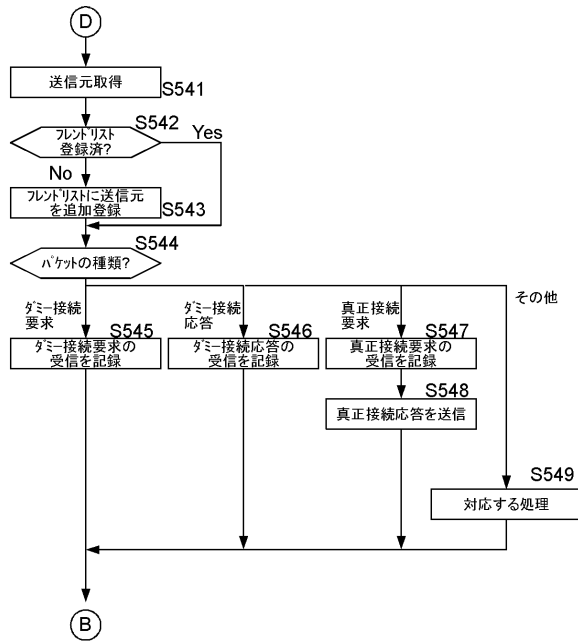 D
送信元取得
S541
S542
フレンドリスト
登録済?
Yes
No
フレンドリストに送信元
を追加登録
S543
S544
パケットの種類?
ダミー接続
要求
ダミー接続
応答
真正接続
要求
その他
S545
S546
S547
ダミー接続要求の
受信を記録
ダミー接続応答の
受信を記録
真正接続要求の
受信を記録
S548
真正接続応答を送信
S549
対応する処理
B